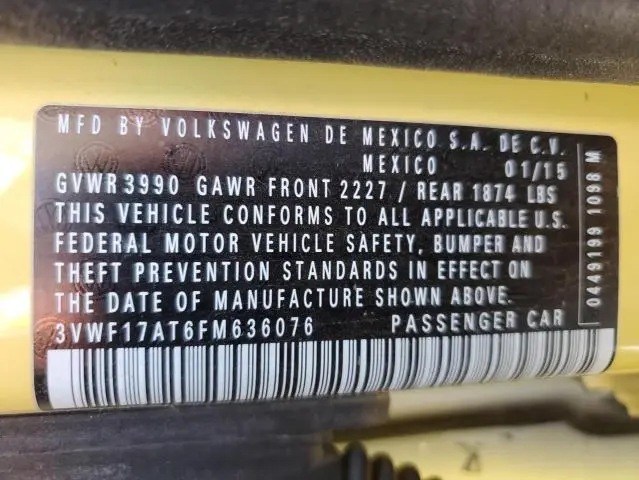 MFD BY VOLKSWAGEN DE MEXICO S.A. DE C.V.
MEXICO 01/15
GVWR 3990 GAWR FRONT 2227 / REAR 1874 LBS
THIS VEHICLE CONFORMS TO ALL APPLICABLE U.S.
FEDERAL MOTOR VEHICLE SAFETY, BUMPER AND
THEFT PREVENTION STANDARDS IN EFFECT ON
THE DATE OF MANUFACTURE SHOWN ABOVE.
3VWF17AT6FM636076 PASSENGER CAR
0449199 1098 M